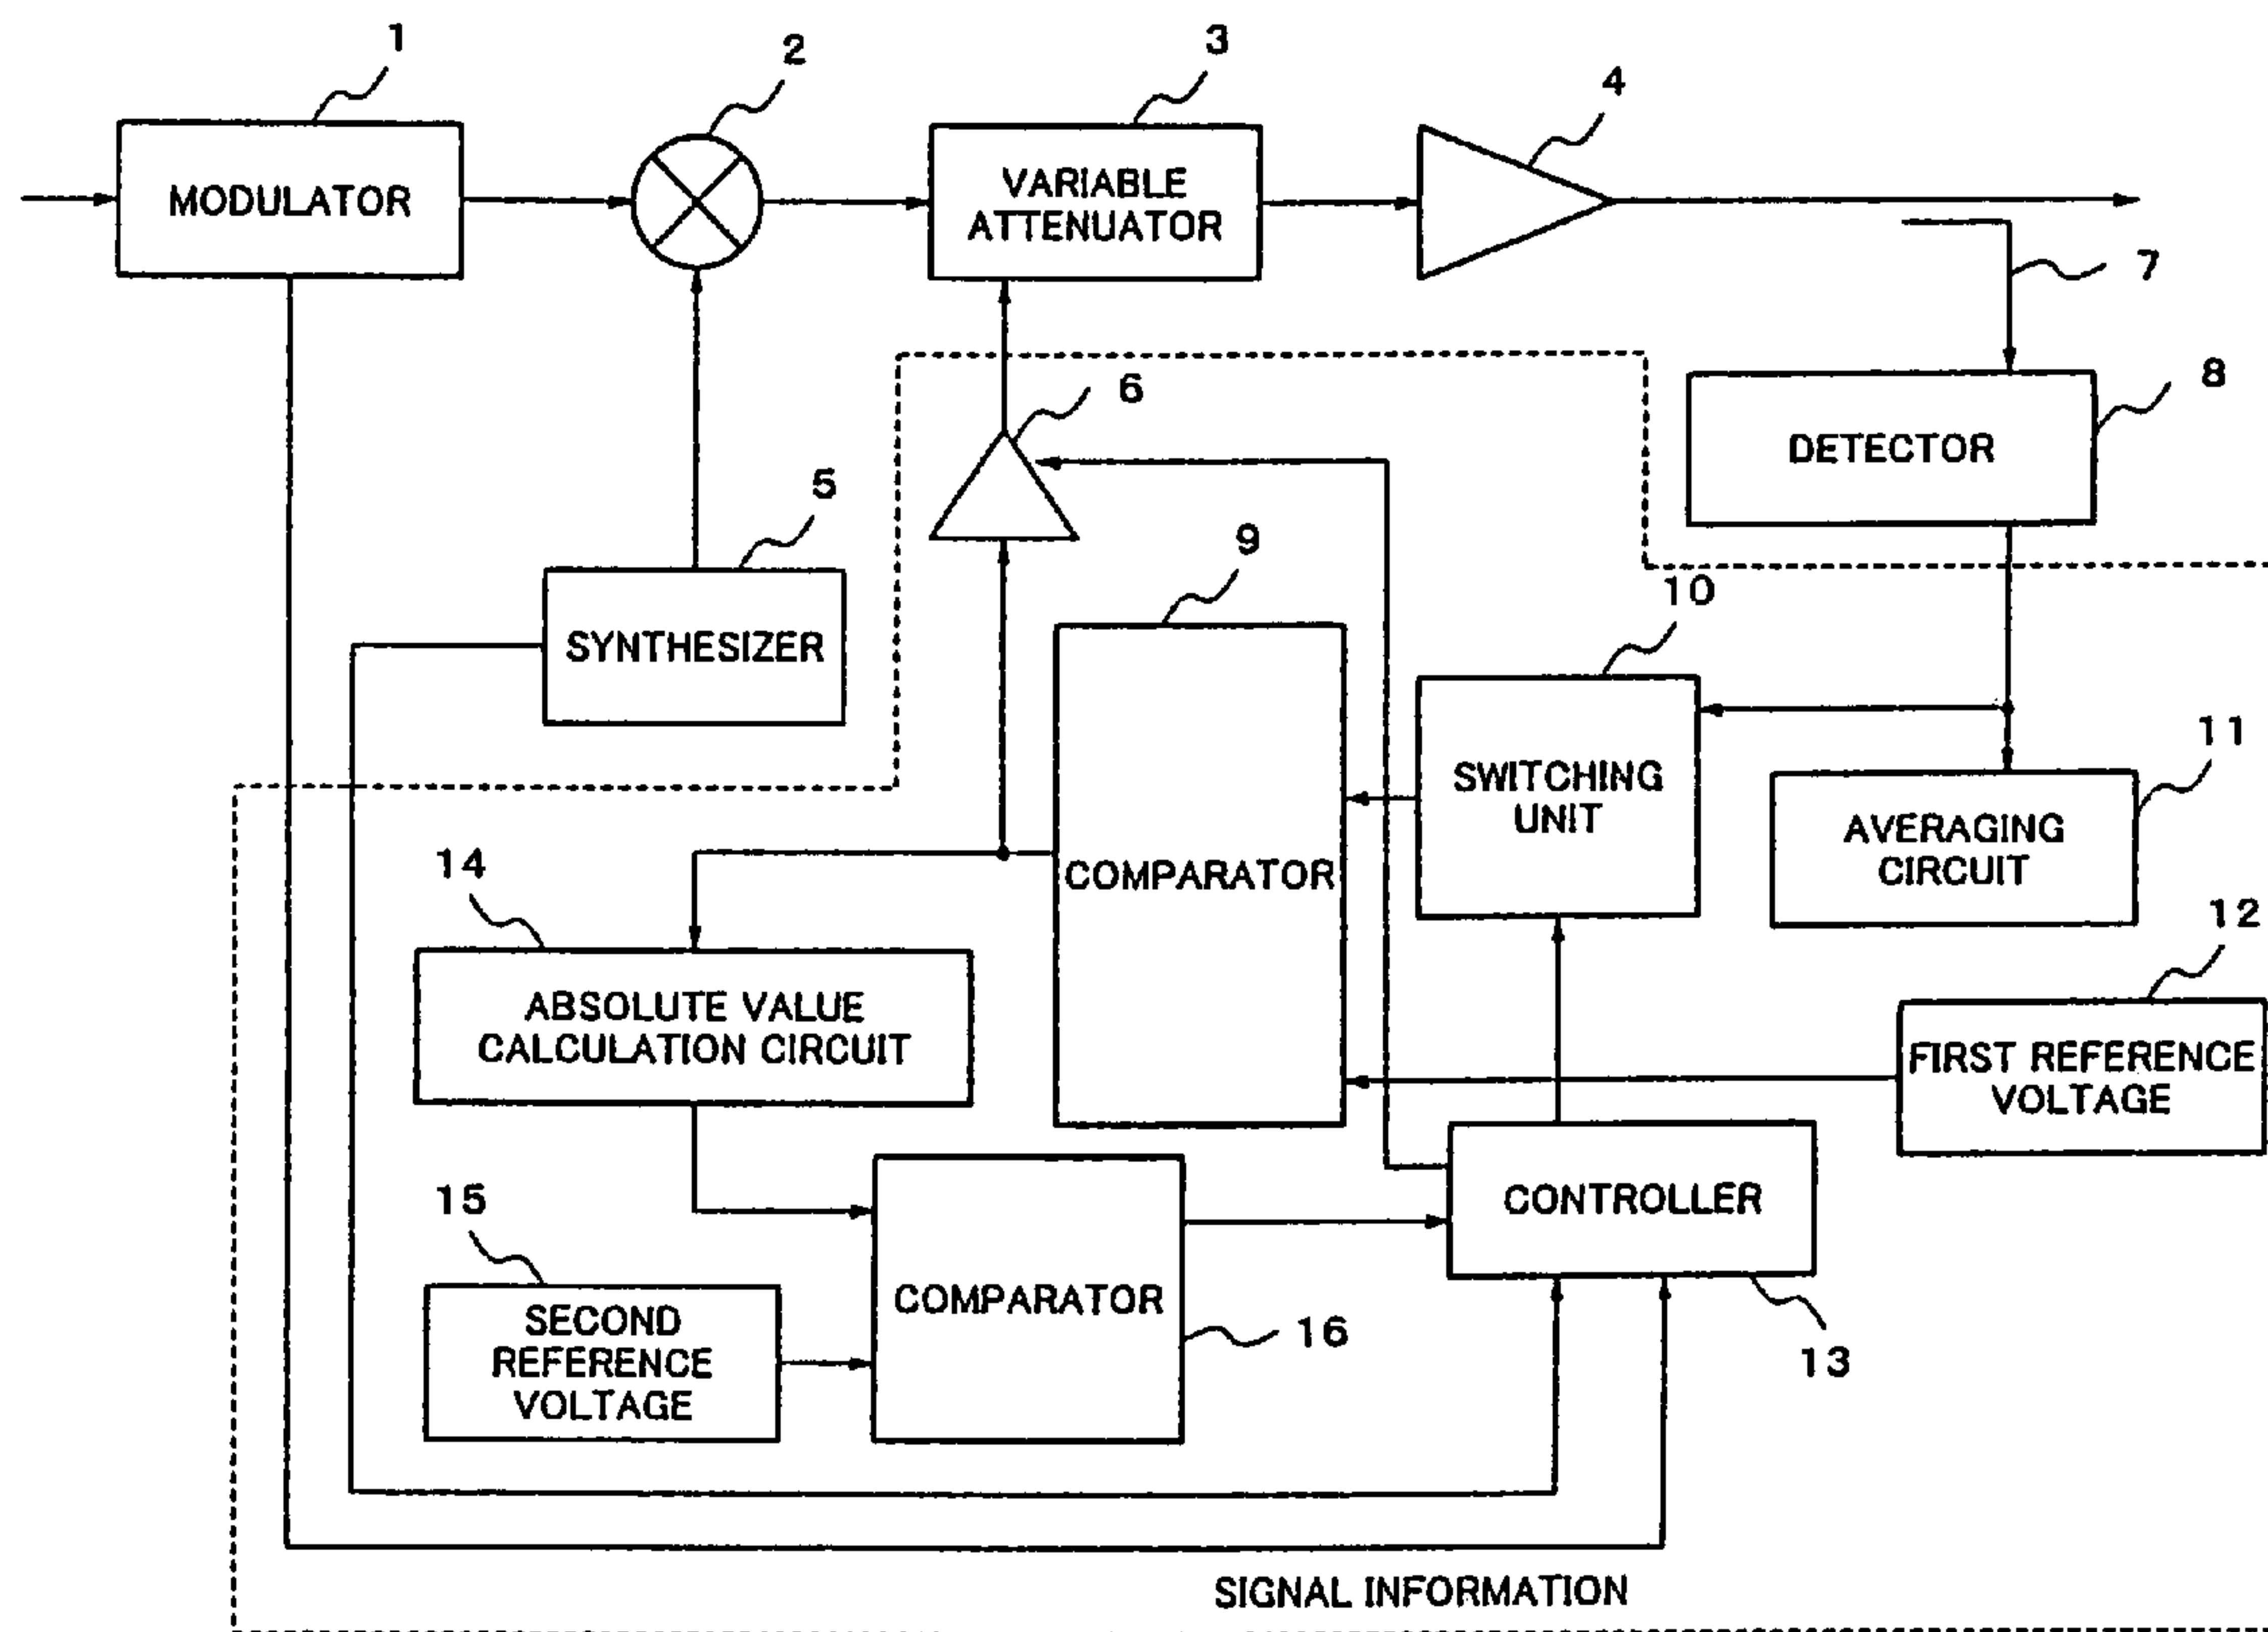 1
2
3
4
MODULATOR
VARIABLE
ATTENUATOR
7
6
8
DETECTOR
5
9
10
SYNTHESIZER
11
SWITCHING
UNIT
AVERAGING
CIRCUIT
14
COMPARATOR
12
ABSOLUTE VALUE
CALCULATION CIRCUIT
FIRST REFERENCE
VOLTAGE
15
CONTROLLER
SECOND
REFERENCE
VOLTAGE
COMPARATOR
16
13
SIGNAL INFORMATION